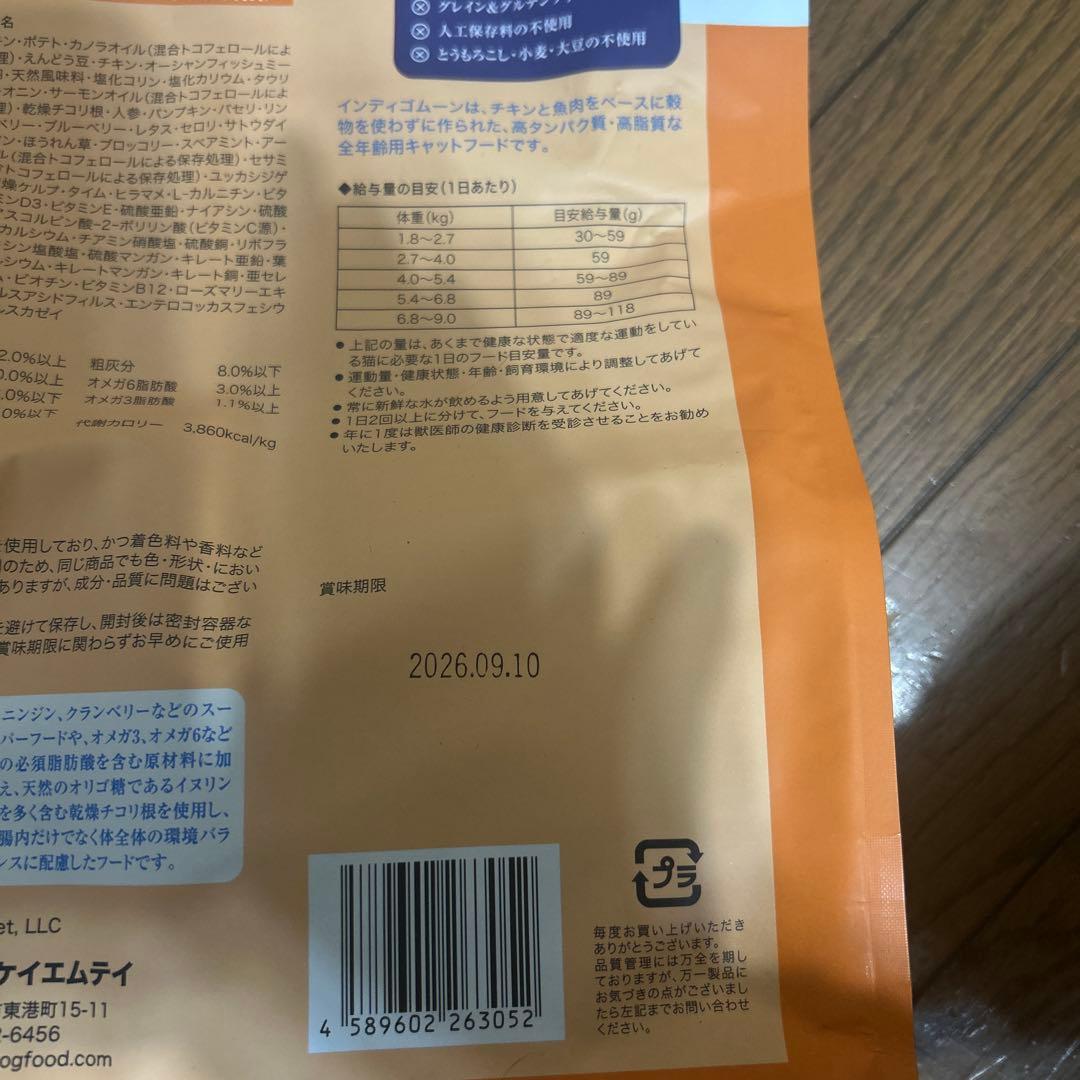 グレイン&グルテンフリー
人工保存料の不使用
とうもろこし・小麦・大豆の不使用
名
ン・ポテト・カノラオイル(混合トコフェロールによ
理)・えんどう豆・チキン・オーシャンフィッシュミー
・天然風味料・塩化コリン・塩化カリウム・タウリ
オニン・サーモンオイル(混合トコフェロールによ
理)・乾燥チコリ根・人参・パンプキン・パセリ・リン
ベリー・ブルーベリー・レタス・セロリ・サトウダイ
ン・ほうれん草・ブロッコリー・スペアミント・アー
ル(混合トコフェロールによる保存処理)・セサミ
トコフェロールによる保存処理)・ユッカシジゲ
燥ケルプ・タイム・ヒラマメ・L-カルニチン・ビタ
ミンD3・ビタミンE・硫酸亜鉛・ナイアシン・硫酸
アスコルビン酸-2-ポリリン酸(ビタミンC源)・
カルシウム・チアミン硝酸塩・硫酸銅・リボフラ
シン塩酸塩・硫酸マンガン・キレート亜鉛・葉
シウム・キレートマンガン・キレート銅・亜セレ
・ビオチン・ビタミンB12・ローズマリーエキ
ルスアシドフィルス・エンテロコッカスフェシウ
ルスカゼイ
2.0%以上 粗灰分 8.0%以下
0.0%以上 オメガ6脂肪酸 3.0%以上
.0%以下 オメガ3脂肪酸 1.1%以上
0%以下 代謝カロリー 3,860kcal/kg
インディゴムーンは、チキンと魚肉をベースに穀
物を使わずに作られた、高タンパク質・高脂質な
全年齢用キャットフードです。
◆給与量の目安(1日あたり)
体重(kg) 目安給与量(g)
1.8〜2.7 30〜59
2.7〜4.0 59
4.0〜5.4 59〜89
5.4〜6.8 89
6.8〜9.0 89〜118
●上記の量は、あくまで健康な状態で適度な運動をしてい
る猫に必要な1日のフード目安量です。
●運動量・健康状態・年齢・飼育環境により調整してあげて
ください。
●常に新鮮な水が飲めるよう用意してあげてください。
●1日2回以上に分けて、フードを与えてください。
●年に1度は獣医師の健康診断を受診させることをお勧め
いたします。
使用しており、かつ着色料や香料など
のため、同じ商品でも色・形状・におい
ありますが、成分・品質に問題はござい
を避けて保存し、開封後は密封容器な
賞味期限に関わらずお早めにご使用
賞味期限
2026.09.10
ニンジン、クランベリーなどのスー
パーフードや、オメガ3、オメガ6など
の必須脂肪酸を含む原材料に加
え、天然のオリゴ糖であるイヌリン
を多く含む乾燥チコリ根を使用し、
腸内だけでなく体全体の環境バラ
ンスに配慮したフードです。
et, LLC
ケイエムテイ
東港町15-11
2-6456
ogfood.com
4 589602 263052
プラ
毎度お買い上げいただき
ありがとうございます。
品質管理には万全を期し
ておりますが、万一製品に
お気づきの点がございまし
たら左記までお問い合わせ
ください。